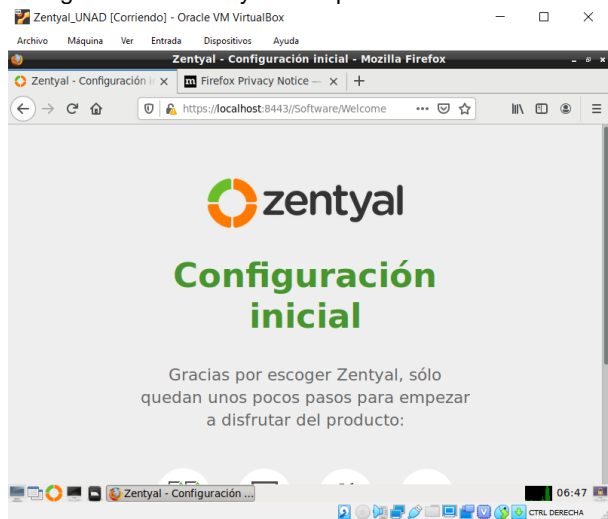 Zentyal_UNAD [Corriendo] - Oracle VM VirtualBox
Archivo Máquina Ver Entrada Dispositivos Ayuda
Zentyal - Configuración inicial - Mozilla Firefox
Zentyal - Configuración in Firefox Privacy Notice —
https://localhost:8443//Software/Welcome
zentyal
Configuración
inicial
Gracias por escoger Zentyal, sólo
quedan unos pocos pasos para empezar
a disfrutar del producto:
Zentyal - Configuración ...
06:47
CTRL DERECHA